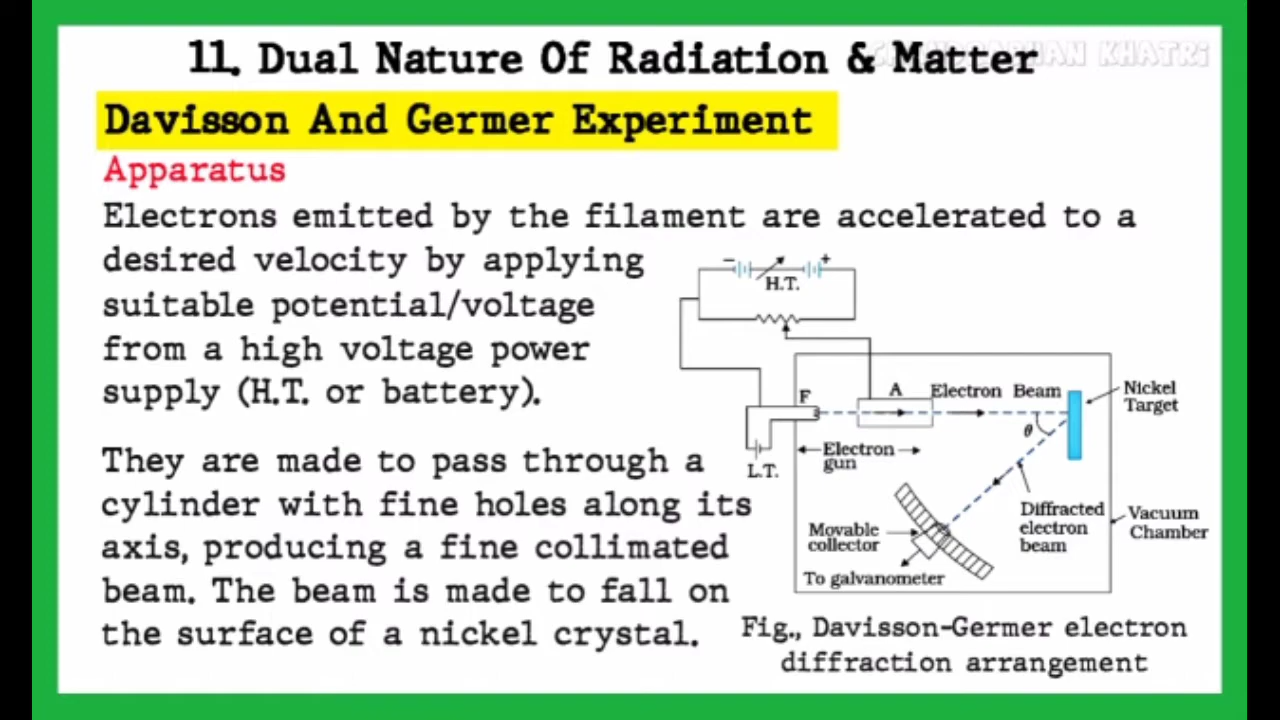 11. Dual Nature Of Radiation & Matter
KHATRI
Davisson And Germer Experiment
Apparatus
Electrons emitted by the filament are accelerated to a
desired velocity by applying
suitable potential/voltage
from a high voltage power
supply (H.T. or battery).
They are made to pass through a
cylinder with fine holes along its
axis, producing a fine collimated
beam. The beam is made to fall on
the surface of a nickel crystal.
− +
H.T.
F
A
Electron Beam
Nickel
Target
θ
Electron
gun
L.T.
Diffracted
electron
beam
Vacuum
Chamber
Movable
collector
To galvanometer
Fig., Davisson-Germer electron
diffraction arrangement